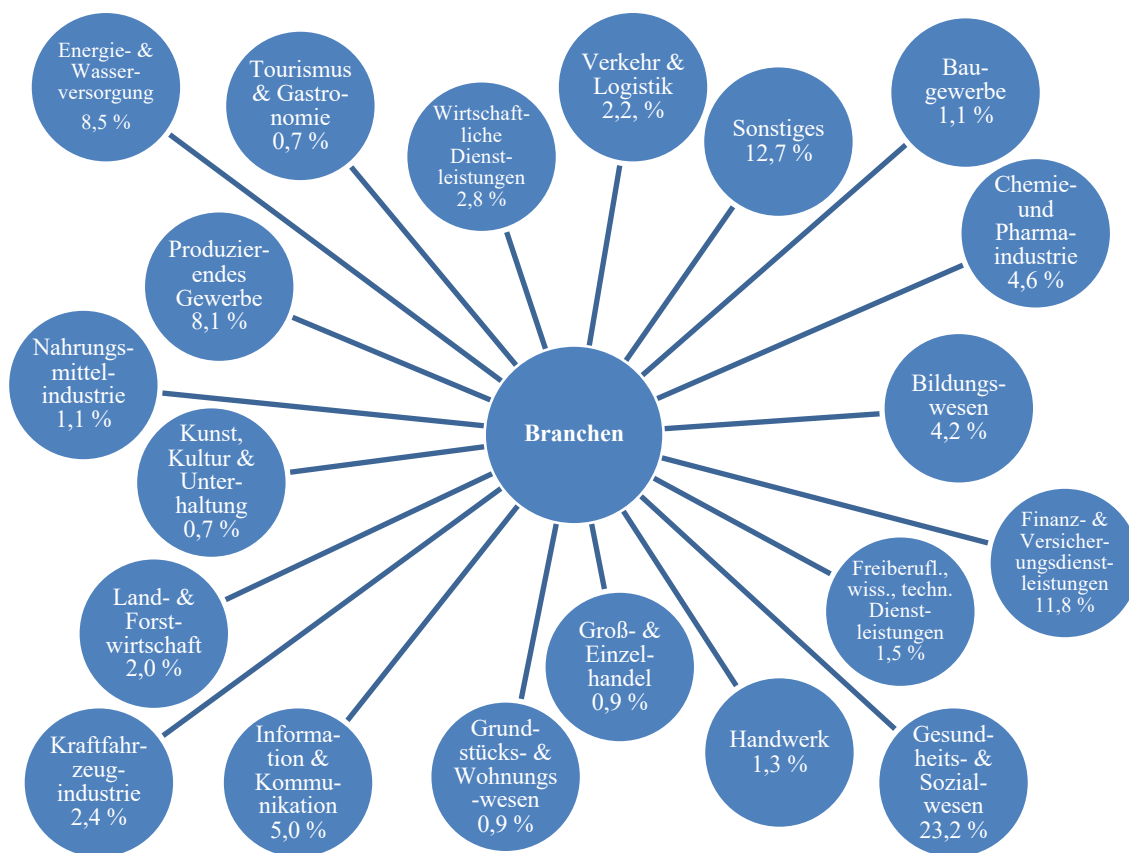 Energie- &
Wasser-
versorgung
8,5 %
Tourismus
& Gastro-
nomie
0,7 %
Wirtschaft-
liche
Dienst-
leistungen
2,8 %
Verkehr &
Logistik
2,2, %
Sonstiges
12,7 %
Bau-
gewerbe
1,1 %
Chemie-
und
Pharma-
industrie
4,6 %
Produzier-
endes
Gewerbe
8,1 %
Nahrungs-
mittel-
industrie
1,1 %
Kunst,
Kultur &
Unter-
haltung
0,7 %
Branchen
Bildungs-
wesen
4,2 %
Finanz- &
Versicher-
ungsdienst-
leistungen
11,8 %
Freiberufl.,
wiss., techn.
Dienst-
leistungen
1,5 %
Land- &
Forst-
wirtschaft
2,0 %
Groß- &
Einzel-
handel
0,9 %
Kraftfahr-
zeug-
industrie
2,4 %
Informa-
tion &
Kommu-
nikation
5,0 %
Grund-
stücks- &
Wohnungs
-wesen
0,9 %
Handwerk
1,3 %
Gesund-
heits- &
Sozial-
wesen
23,2 %